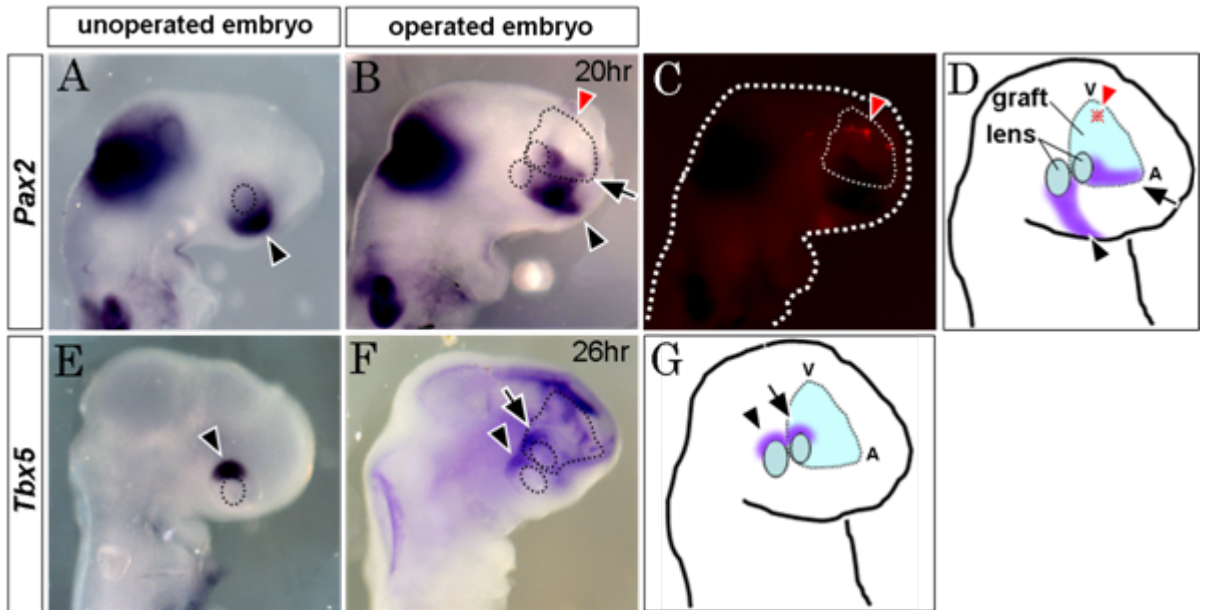 unoperated embryo
operated embryo
Pax2
A
B
20hr
C
D
V
graft
lens
A
Tbx5
E
F
26hr
G
V
A